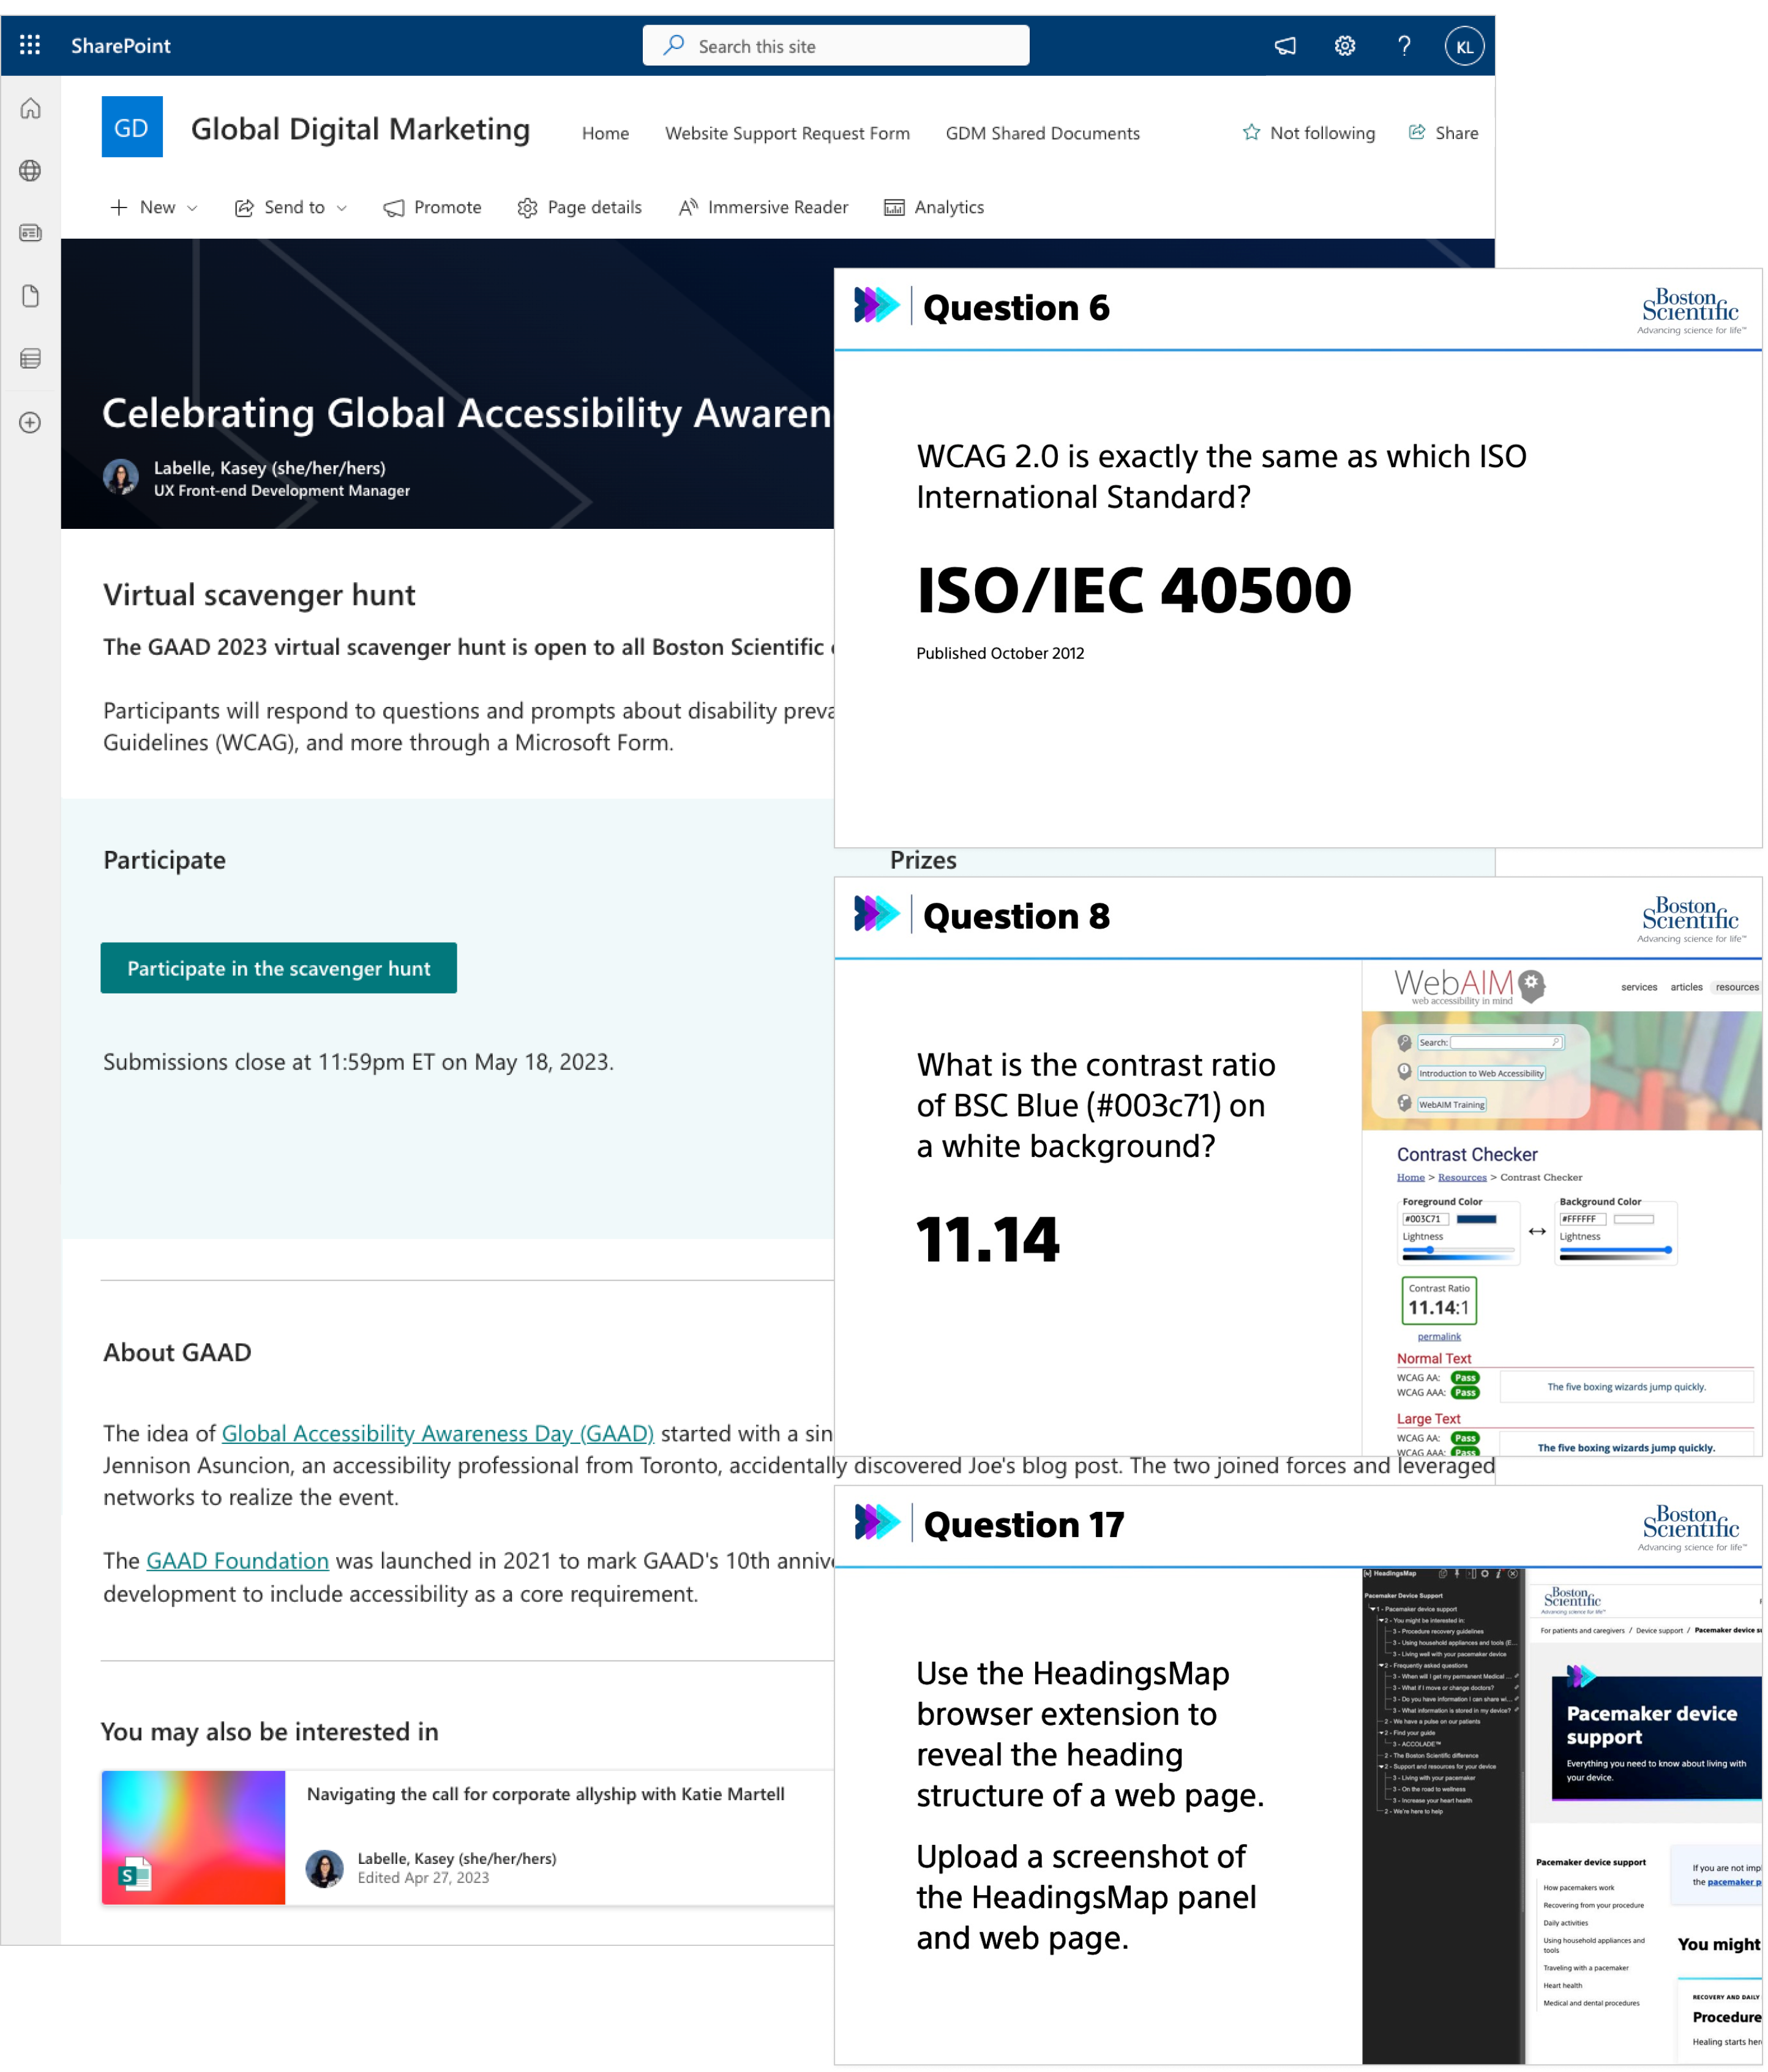 SharePoint
Search this site
KL
GD
Global Digital Marketing
Home
Website Support Request Form
GDM Shared Documents
Not following
Share
New
Send to
Promote
Page details
Immersive Reader
Analytics
Celebrating Global Accessibility Awaren
Labelle, Kasey (she/her/hers)
UX Front-end Development Manager
Virtual scavenger hunt
The GAAD 2023 virtual scavenger hunt is open to all Boston Scientific
Participants will respond to questions and prompts about disability preva
Guidelines (WCAG), and more through a Microsoft Form.
Participate
Prizes
Participate in the scavenger hunt
Submissions close at 11:59pm ET on May 18, 2023.
About GAAD
The idea of Global Accessibility Awareness Day (GAAD) started with a sin
Jennison Asuncion, an accessibility professional from Toronto, accidentally discovered Joe's blog post. The two joined forces and leveraged
networks to realize the event.
The GAAD Foundation was launched in 2021 to mark GAAD's 10th annive
development to include accessibility as a core requirement.
You may also be interested in
Navigating the call for corporate allyship with Katie Martell
S
Labelle, Kasey (she/her/hers)
Edited Apr 27, 2023
Question 6
Boston
Scientific
Advancing science for life™
WCAG 2.0 is exactly the same as which ISO
International Standard?
ISO/IEC 40500
Published October 2012
Question 8
Boston
Scientific
Advancing science for life™
What is the contrast ratio
of BSC Blue (#003c71) on
a white background?
11.14
WebAIM
web accessibility in mind
services articles resources
Search:
Introduction to Web Accessibility
WebAIM Training
Contrast Checker
Home > Resources > Contrast Checker
Foreground Color
#003C71
Lightness
Background Color
#FFFFFF
Lightness
Contrast Ratio
11.14:1
permalink
Normal Text
WCAG AA: Pass
WCAG AAA: Pass
The five boxing wizards jump quickly.
Large Text
WCAG AA: Pass
WCAG AAA: Pass
The five boxing wizards jump quickly.
Question 17
Boston
Scientific
Advancing science for life™
Use the HeadingsMap
browser extension to
reveal the heading
structure of a web page.
Upload a screenshot of
the HeadingsMap panel
and web page.
[h] HeadingsMap
Pacemaker Device Support
1 - Pacemaker device support
2 - You might be interested in:
3 - Procedure recovery guidelines
3 - Using household appliances and tools (E...
3 - Living well with your pacemaker device
2 - Frequently asked questions
3 - When will I get my permanent Medical ...
3 - What if I move or change doctors?
3 - Do you have information I can share wi...
3 - What information is stored in my device?
2 - We have a pulse on our patients
2 - Find your guide
3 - ACCOLADE™
2 - The Boston Scientific difference
2 - Support and resources for your device
3 - Living with your pacemaker
3 - On the road to wellness
3 - Increase your heart health
2 - We're here to help
Boston
Scientific
Advancing science for life™
For patients and caregivers / Device support / Pacemaker device su
Pacemaker device
support
Everything you need to know about living with
your device.
Pacemaker device support
How pacemakers work
Recovering from your procedure
Daily activities
Using household appliances and
tools
Traveling with a pacemaker
Heart health
Medical and dental procedures
If you are not imp
the pacemaker p
You might
RECOVERY AND DAILY
Procedure
Healing starts her